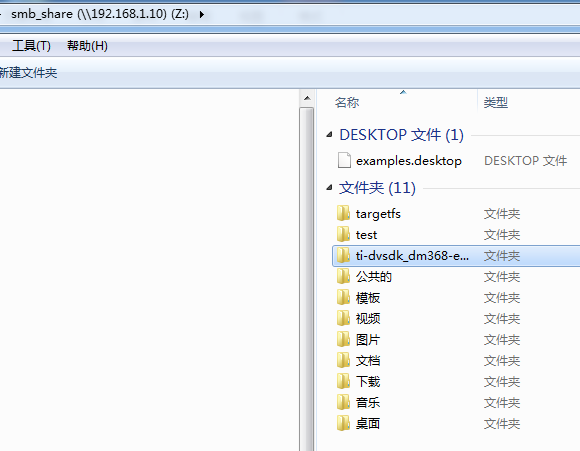 smb_share (\\192.168.1.10) (Z:)
工具(T) 帮助(H)
新建文件夹
名称 类型
DESKTOP 文件 (1)
examples.desktop DESKTOP 文件
文件夹 (11)
targetfs 文件夹
test 文件夹
ti-dvsdk_dm368-e... 文件夹
公共的 文件夹
模板 文件夹
视频 文件夹
图片 文件夹
文档 文件夹
下载 文件夹
音乐 文件夹
桌面 文件夹